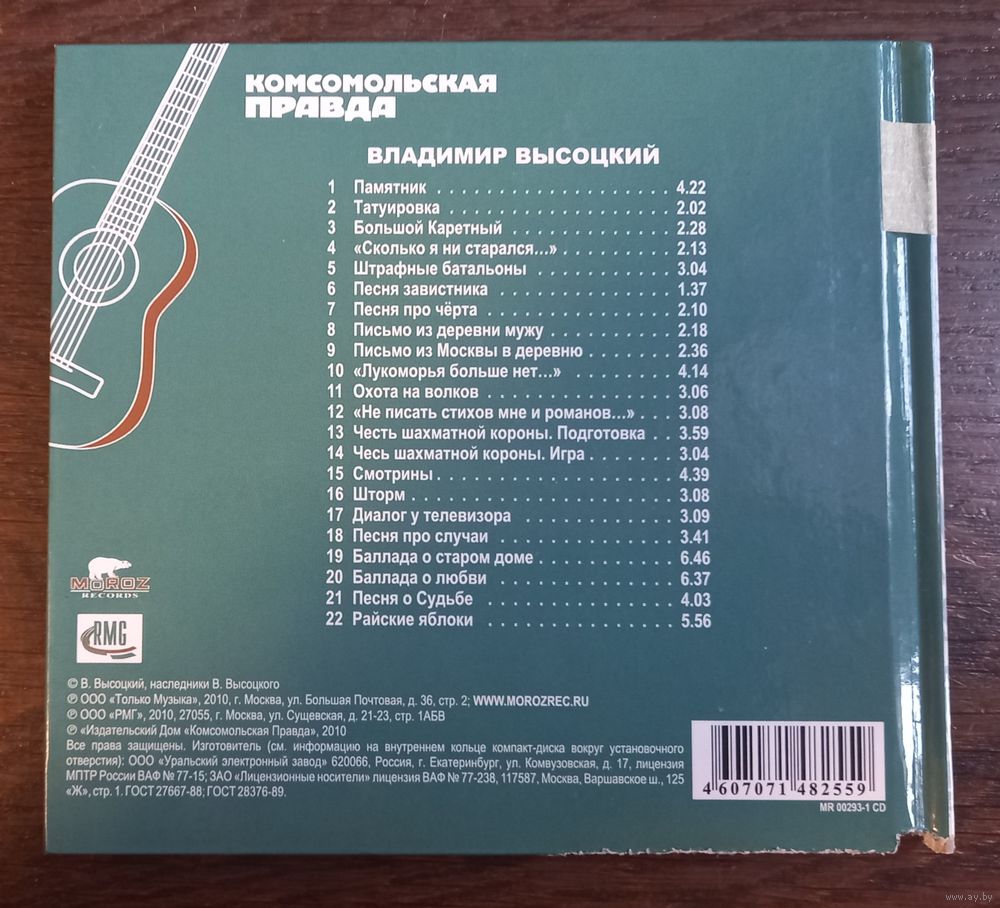 КОМСОМОЛЬСКАЯ
ПРАВДА
ВЛАДИМИР ВЫСОЦКИЙ
1 Памятник . . . . . . . . . . . . . . . . . . . . 4.22
2 Татуировка . . . . . . . . . . . . . . . . . . . 2.02
3 Большой Каретный . . . . . . . . . . . . . . 2.28
4 «Сколько я ни старался...» . . . . . . . . . . 2.13
5 Штрафные батальоны . . . . . . . . . . . . 3.04
6 Песня завистника . . . . . . . . . . . . . . . 1.37
7 Песня про чёрта . . . . . . . . . . . . . . . . 2.10
8 Письмо из деревни мужу . . . . . . . . . . . 2.18
9 Письмо из Москвы в деревню . . . . . . . 2.36
10 «Лукоморья больше нет...» . . . . . . . . . 4.14
11 Охота на волков . . . . . . . . . . . . . . . . 3.06
12 «Не писать стихов мне и романов...» . . . 3.08
13 Честь шахматной короны. Подготовка . . 3.59
14 Чесь шахматной короны. Игра . . . . . . . 3.04
15 Смотрины . . . . . . . . . . . . . . . . . . . 4.39
16 Шторм . . . . . . . . . . . . . . . . . . . . . 3.08
17 Диалог у телевизора . . . . . . . . . . . . 3.09
18 Песня про случаи . . . . . . . . . . . . . . 3.41
19 Баллада о старом доме . . . . . . . . . . . 6.46
20 Баллада о любви . . . . . . . . . . . . . . . 6.37
21 Песня о Судьбе . . . . . . . . . . . . . . . . 4.03
22 Райские яблоки . . . . . . . . . . . . . . . 5.56
MOROZ
RECORDS
RMG
© В. Высоцкий, наследники В. Высоцкого
℗ ООО «Только Музыка», 2010, г. Москва, ул. Большая Почтовая, д. 36, стр. 2; WWW.MOROZREC.RU
℗ ООО «РМГ», 2010, 27055, г. Москва, ул. Сущевская, д. 21-23, стр. 1А5В
℗ «Издательский Дом «Комсомольская Правда», 2010
Все права защищены. Изготовитель (см. информацию на внутреннем кольце компакт-диска вокруг установочного
отверстия): ООО «Уральский электронный завод» 620066, Россия, г. Екатеринбург, ул. Комвузовская, д. 17, лицензия
МПТР России ВАФ № 77-15; ЗАО «Лицензионные носители» лицензия ВАФ № 77-238, 117587, Москва, Варшавское ш., 125
«Ж», стр. 1. ГОСТ 27667-88; ГОСТ 28376-89.
4 607071 482559
MR 00293-1 CD
www.ay.by